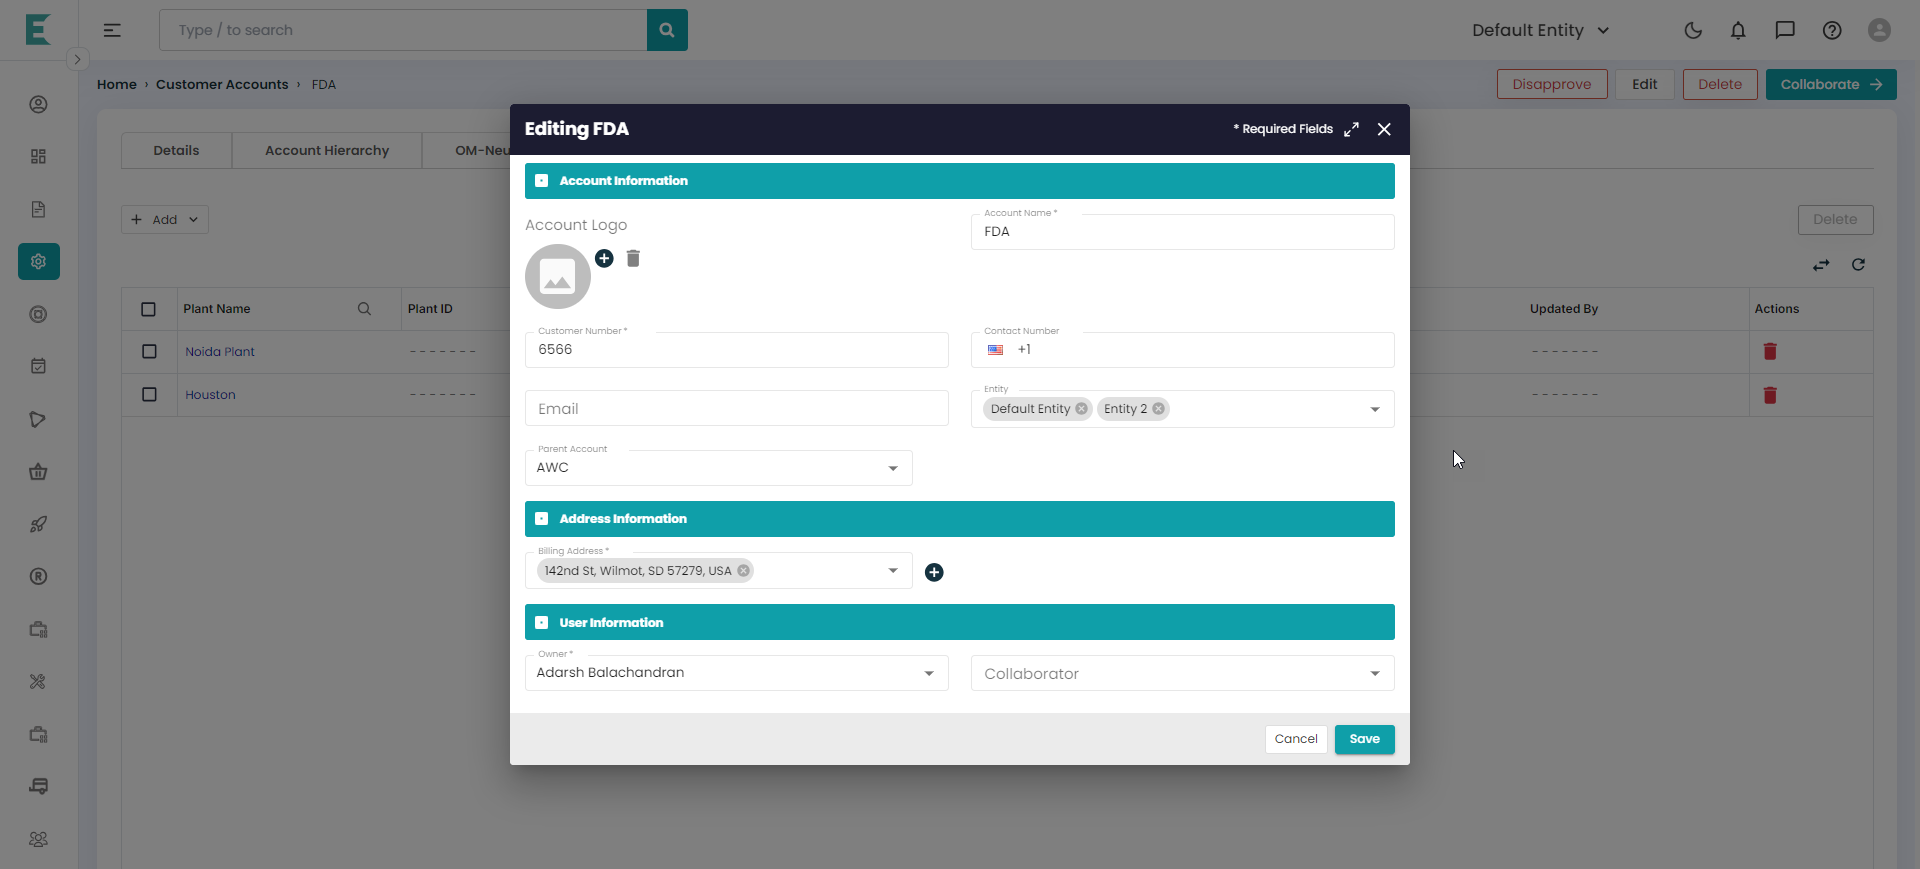 Type / to search
Default Entity
Home › Customer Accounts › FDA
Disapprove
Edit
Delete
Collaborate
Details
Account Hierarchy
OM-Neu
Add
Delete
Plant Name
Plant ID
Updated By
Actions
Noida Plant
-------
-------
Houston
-------
-------
Editing FDA
* Required Fields
Account Information
Account Logo
Account Name *
FDA
Customer Number *
6566
Contact Number
+1
Email
Entity
Default Entity
Entity 2
Parent Account
AWC
Address Information
Billing Address *
142nd St, Wilmot, SD 57279, USA
User Information
Owner *
Adarsh Balachandran
Collaborator
Cancel
Save